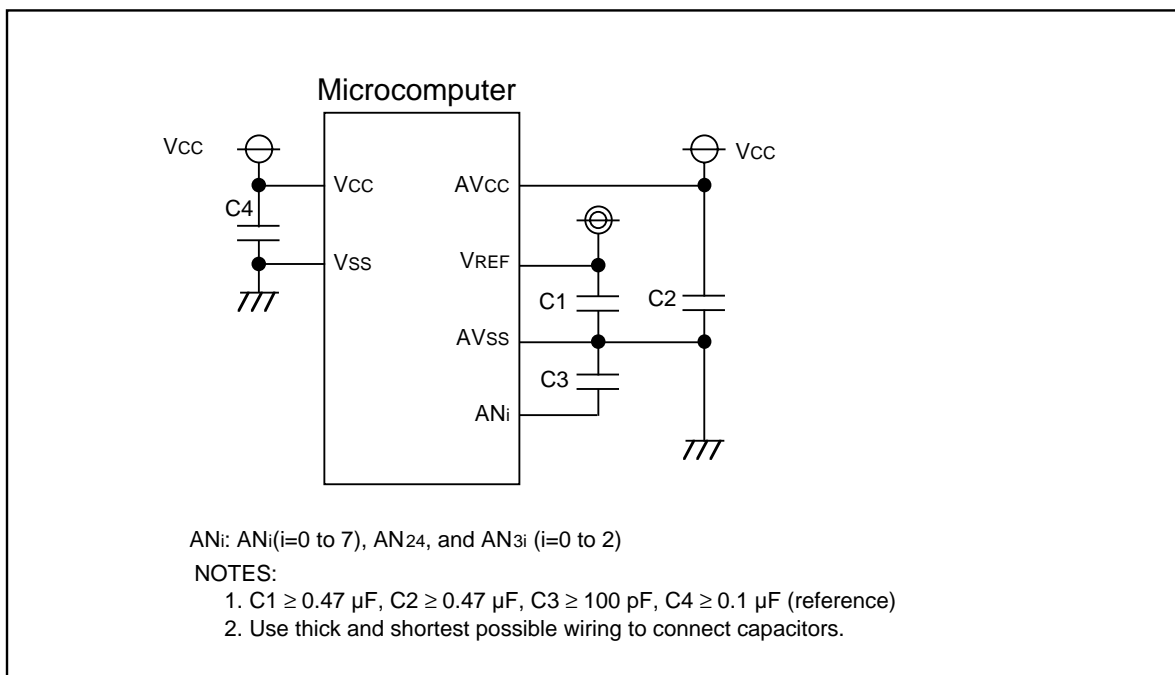 Microcomputer
VCC
VCC
VCC
AVCC
C4
VREF
VSS
C1
C2
AVSS
C3
ANi
ANi: ANi(i=0 to 7), AN24, and AN3i (i=0 to 2)
NOTES:
1. C1 ≥ 0.47 µF, C2 ≥ 0.47 µF, C3 ≥ 100 pF, C4 ≥ 0.1 µF (reference)
2. Use thick and shortest possible wiring to connect capacitors.